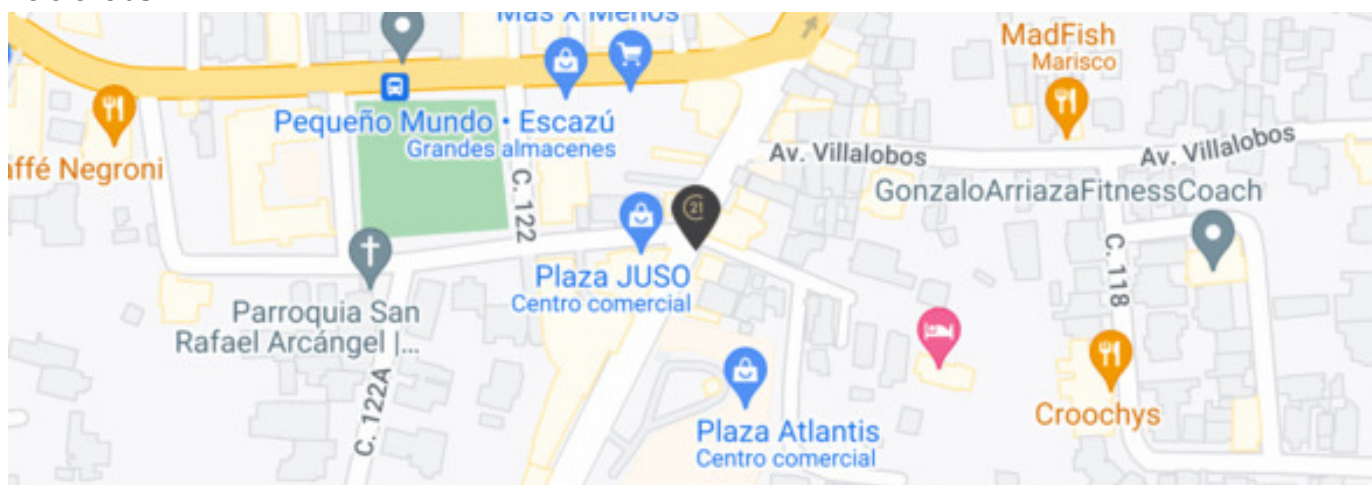 Mas X Menos
MadFish
Marisco
Pequeño Mundo • Escazú
Grandes almacenes
Av. Villalobos
Av. Villalobos
affé Negroni
C. 122
GonzaloArriazaFitnessCoach
21
Plaza JUSO
Centro comercial
C. 118
Parroquia San
Rafael Arcángel |...
C. 122A
Croochys
Plaza Atlantis
Centro comercial